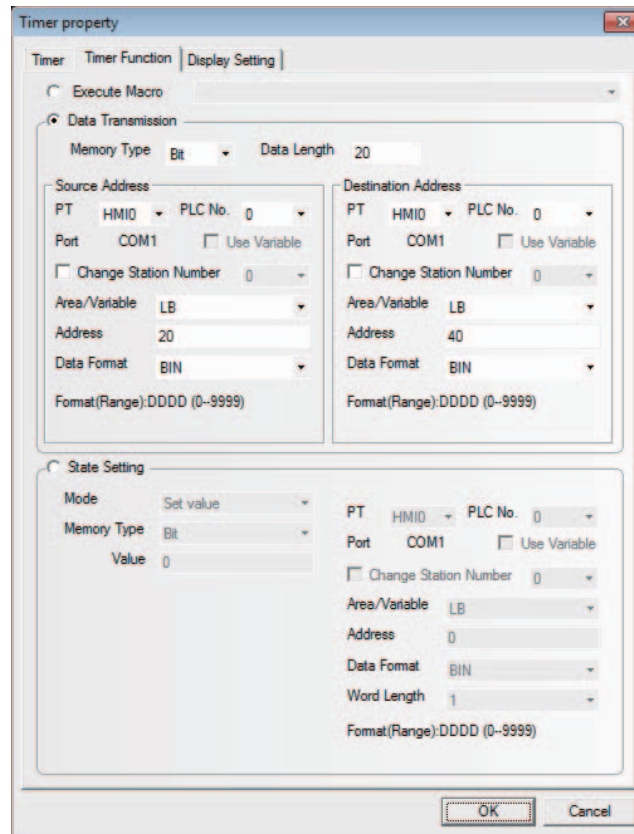 Timer property
Timer Timer Function Display Setting
Execute Macro
Data Transmission
Memory Type Bit Data Length 20
Source Address
PT HMI0 PLC No. 0
Port COM1 Use Variable
Change Station Number 0
Area/Variable LB
Address 20
Data Format BIN
Format(Range):DDDD (0--9999)
Destination Address
PT HMI0 PLC No. 0
Port COM1 Use Variable
Change Station Number 0
Area/Variable LB
Address 40
Data Format BIN
Format(Range):DDDD (0--9999)
State Setting
Mode Set value
Memory Type Bit
Value 0
PT HMI0 PLC No. 0
Port COM1 Use Variable
Change Station Number 0
Area/Variable LB
Address 0
Data Format BIN
Word Length 1
Format(Range):DDDD (0--9999)
OK Cancel